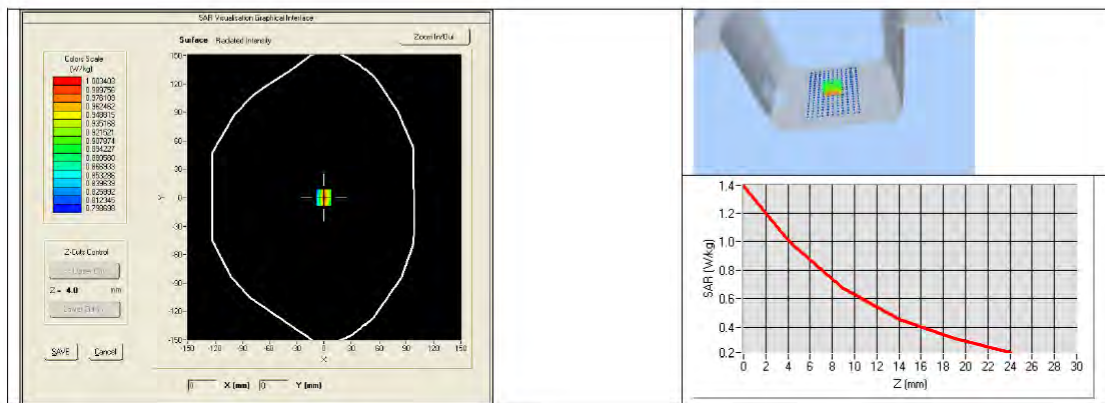 SAR Visualisation Graphical Interface
Surface Radiated Intensity
Zoom In/Out
Colors Scale
(W/kg)
1.003403
0.989756
0.976109
0.962462
0.948815
0.935168
0.921521
0.907874
0.894227
0.880580
0.866933
0.853286
0.839639
0.825992
0.812345
0.798698
Z-Cuts Control
Z = 4.0 mm
SAVE Cancel
150
120
90
60
30
0
-30
-60
-90
-120
-150
Y
-150 -120 -90 -60 -30 0 30 60 90 120 150
X
0 X (mm) 0 Y (mm)
1.4
1.2
1.0
0.8
0.6
0.4
0.2
SAR (W/kg)
0 2 4 6 8 10 12 14 16 18 20 22 24 26 28 30
Z (mm)